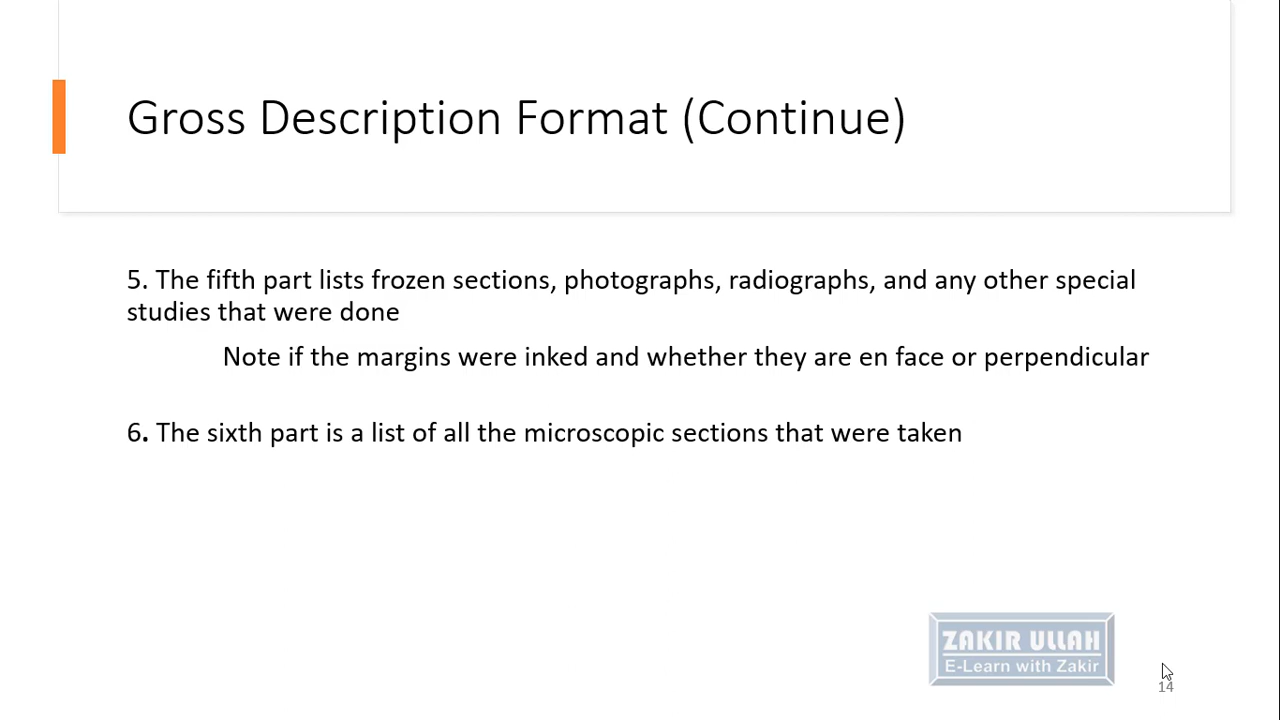 Gross Description Format (Continue)
5. The fifth part lists frozen sections, photographs, radiographs, and any other special
studies that were done
Note if the margins were inked and whether they are en face or perpendicular
6. The sixth part is a list of all the microscopic sections that were taken
ZAKIR ULLAH
E-Learn with Zakir
14